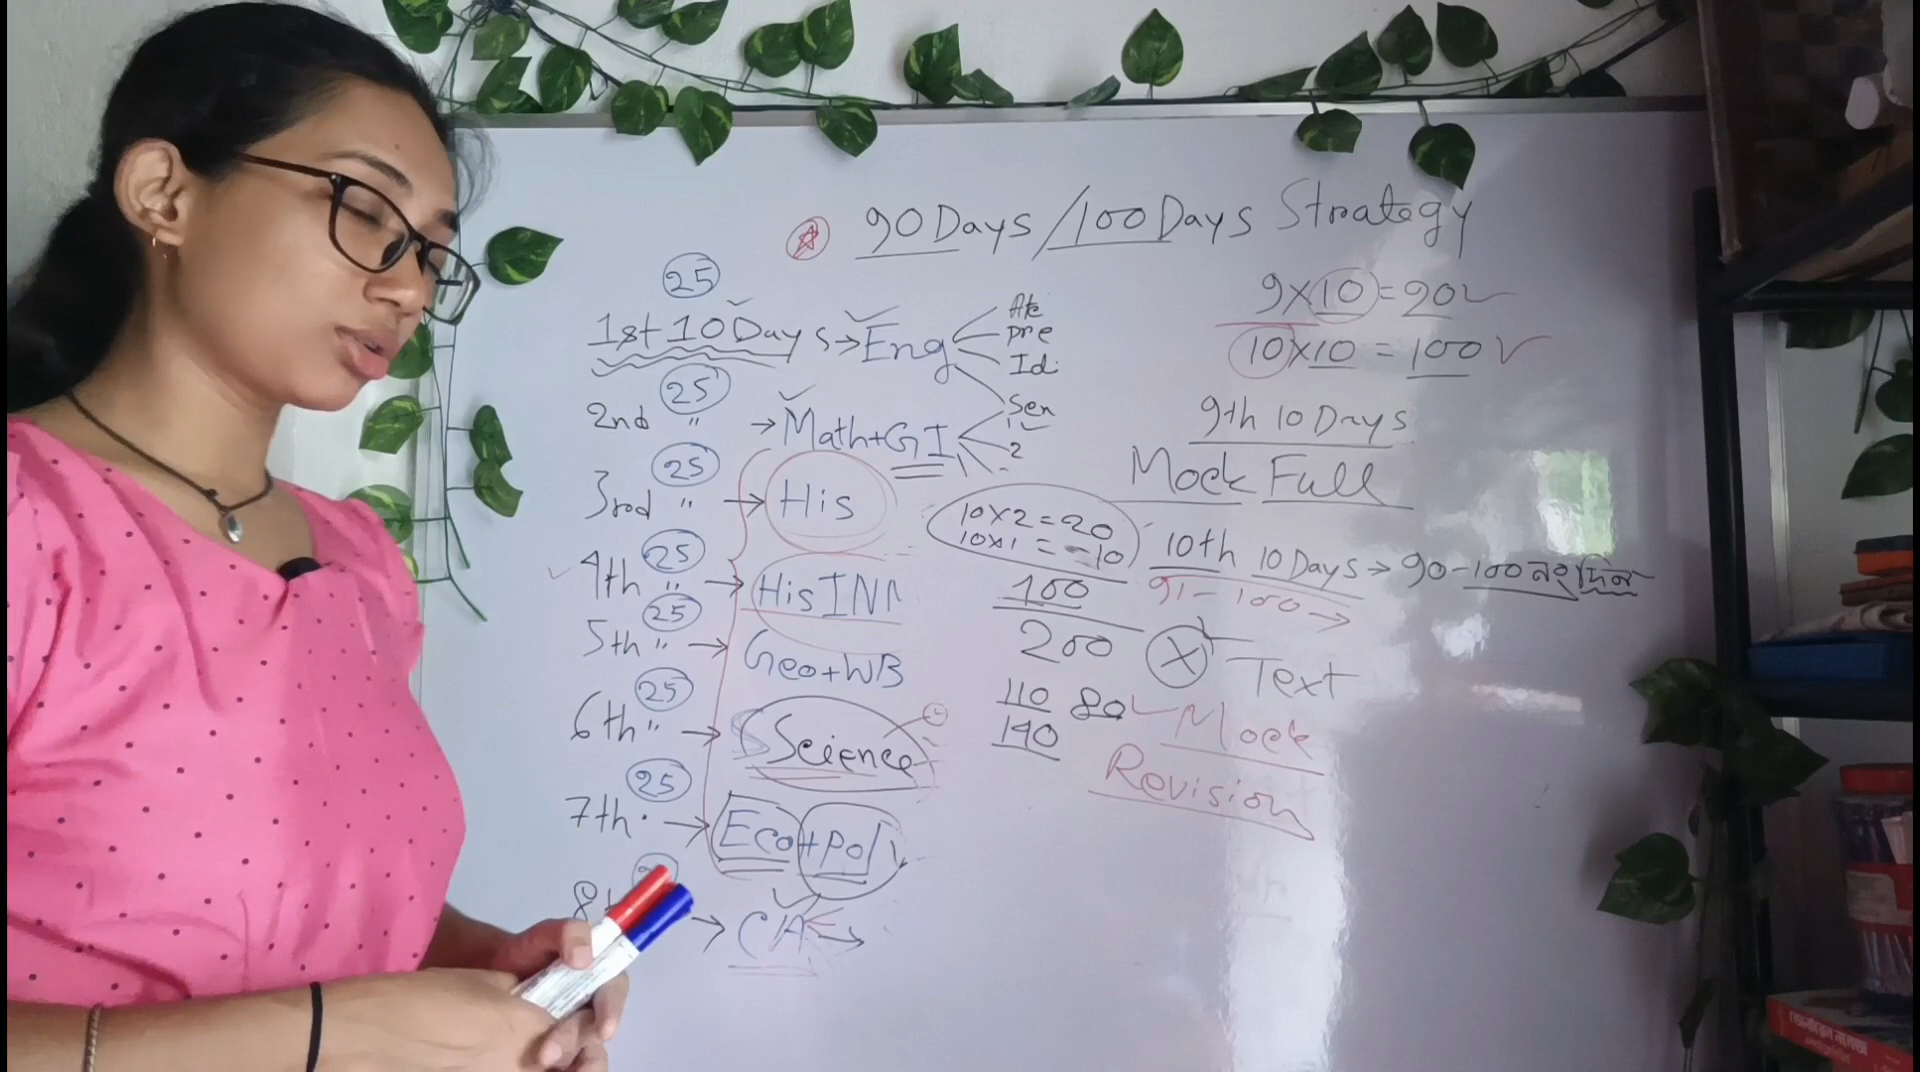 90 Days / 100 Days Strategy
25
1st 10 Days → Eng
pre
Id
Sen
25
2nd " → Math + GI
1
2
25
3rd " → His
25
4th " → His INM
25
5th " → Geo + WB
25
6th " → Science
25
7th → Eco + Pol
→ CA →
9 × 10 = 90
10 × 10 = 100
9th 10 Days
Mock Full
10 × 2 = 20
10 × 1 = 10
100
200
110 80
140
10th 10 Days → 90 - 100 নং দিন
91 - 100 →
X Text
Mock
Revision